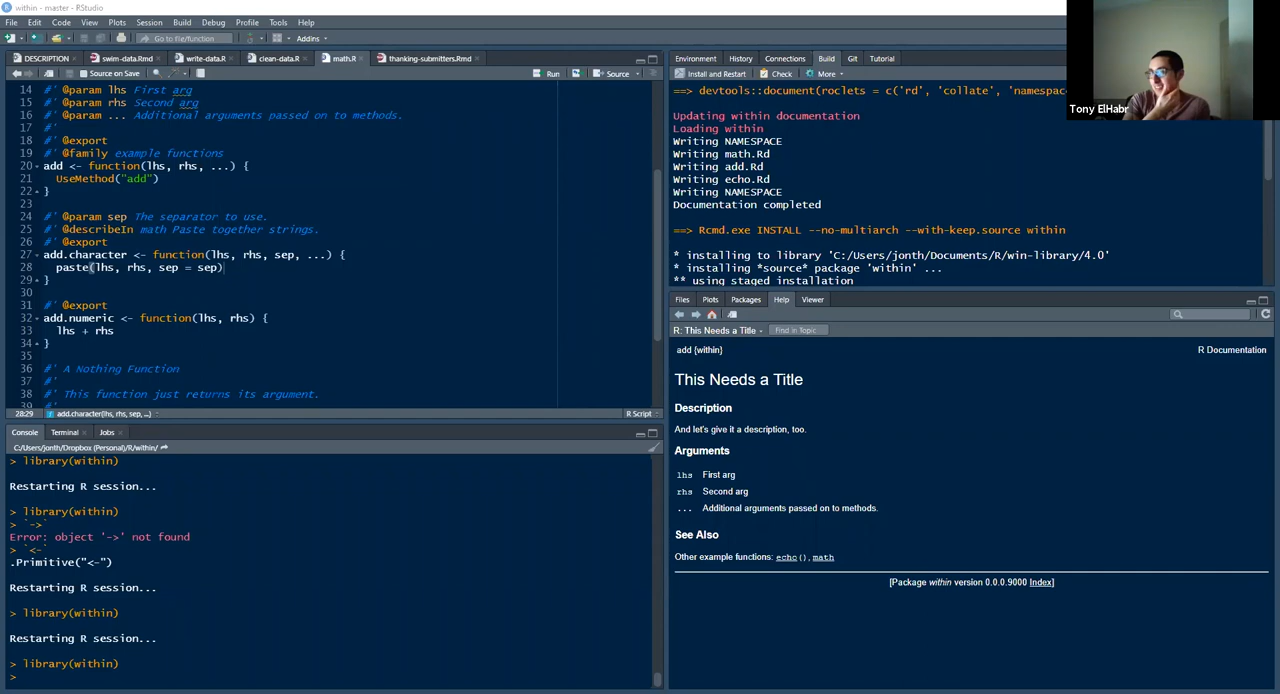 within - master - RStudio
File Edit Code View Plots Session Build Debug Profile Tools Help
Go to file/function Addins
DESCRIPTION swim-data.Rmd write-data.R clean-data.R math.R thanking-submitters.Rmd
Source on Save Run Source
14 #' @param lhs First arg
15 #' @param rhs Second arg
16 #' @param ... Additional arguments passed on to methods.
17 #'
18 #' @export
19 #' @family example functions
20 add <- function(lhs, rhs, ...) {
21 UseMethod("add")
22 }
23
24 #' @param sep The separator to use.
25 #' @describeIn math Paste together strings.
26 #' @export
27 add.character <- function(lhs, rhs, sep, ...) {
28 paste(lhs, rhs, sep = sep)
29 }
30
31 #' @export
32 add.numeric <- function(lhs, rhs) {
33 lhs + rhs
34 }
35
36 #' A Nothing Function
37 #'
38 #' This function just returns its argument.
39 #'
28:29 add.character(lhs, rhs, sep, ...) R Script
Console Terminal Jobs
C:/Users/jonth/Dropbox (Personal)/R/within/
> library(within)
Restarting R session...
> library(within)
> `->`
Error: object '->' not found
> `<-`
.Primitive("<-")
Restarting R session...
> library(within)
Restarting R session...
> library(within)
>
Environment History Connections Build Git Tutorial
Install and Restart Check More
==> devtools::document(roclets = c('rd', 'collate', 'namespac
Updating within documentation
Loading within
Writing NAMESPACE
Writing math.Rd
Writing add.Rd
Writing echo.Rd
Writing NAMESPACE
Documentation completed
==> Rcmd.exe INSTALL --no-multiarch --with-keep.source within
* installing to library 'C:/Users/jonth/Documents/R/win-library/4.0'
* installing *source* package 'within' ...
** using staged installation
Files Plots Packages Help Viewer
R: This Needs a Title Find in Topic
add {within} R Documentation
This Needs a Title
Description
And let's give it a description, too.
Arguments
lhs First arg
rhs Second arg
... Additional arguments passed on to methods.
See Also
Other example functions: echo(), math
[Package within version 0.0.0.9000 Index]
Tony ElHabr